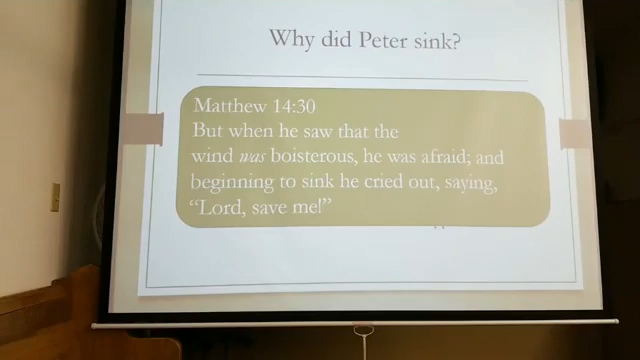 Why did Peter sink?
Matthew 14:30
But when he saw that the
wind was boisterous, he was afraid; and
beginning to sink he cried out, saying,
“Lord, save me!”